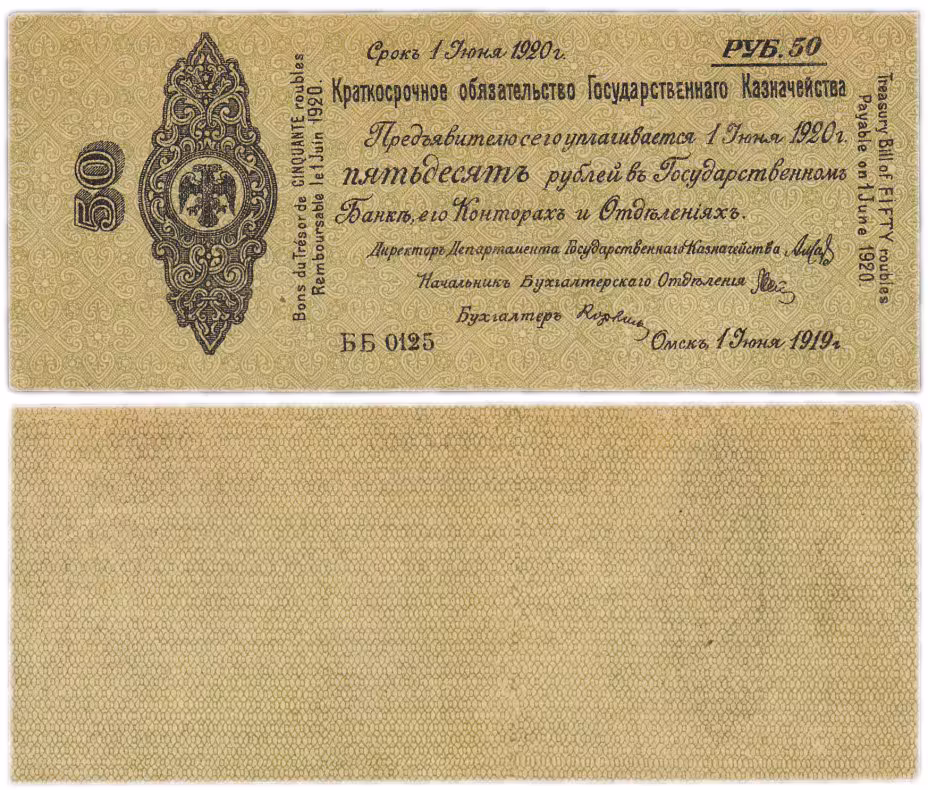 50
Bons du Trésor de CINQUANTE roubles
Remboursable le 1 Juin 1920.
Срокъ 1 Іюня 1920 г.
РУБ. 50
Краткосрочное обязательство Государственнаго Казначейства
Предъявителю сего уплачивается 1 Іюня 1920 г.
пятьдесятъ рублей въ Государственномъ
Банкѣ, его Конторахъ и Отдѣленіяхъ.
Директоръ Департамента Государственнаго Казначейства
Начальникъ Бухгалтерскаго Отдѣленія
Бухгалтеръ
ББ 0125
Омскъ, 1 Іюня 1919 г.
Treasury Bill of FIFTY roubles
Payable on 1 June 1920.